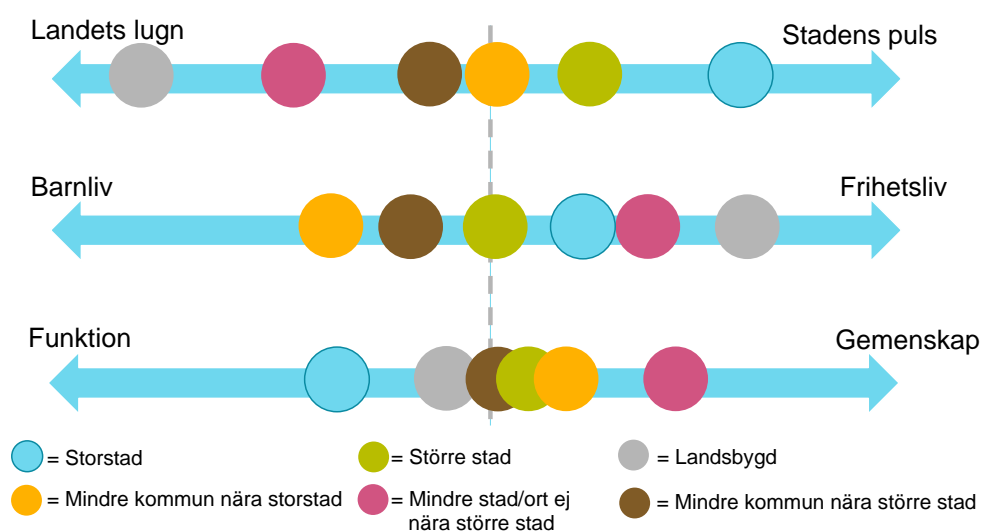 Landets lugn
Stadens puls
Barnliv
Frihetsliv
Funktion
Gemenskap
= Storstad
= Större stad
= Landsbygd
= Mindre kommun nära storstad
= Mindre stad/ort ej
nära större stad
= Mindre kommun nära större stad